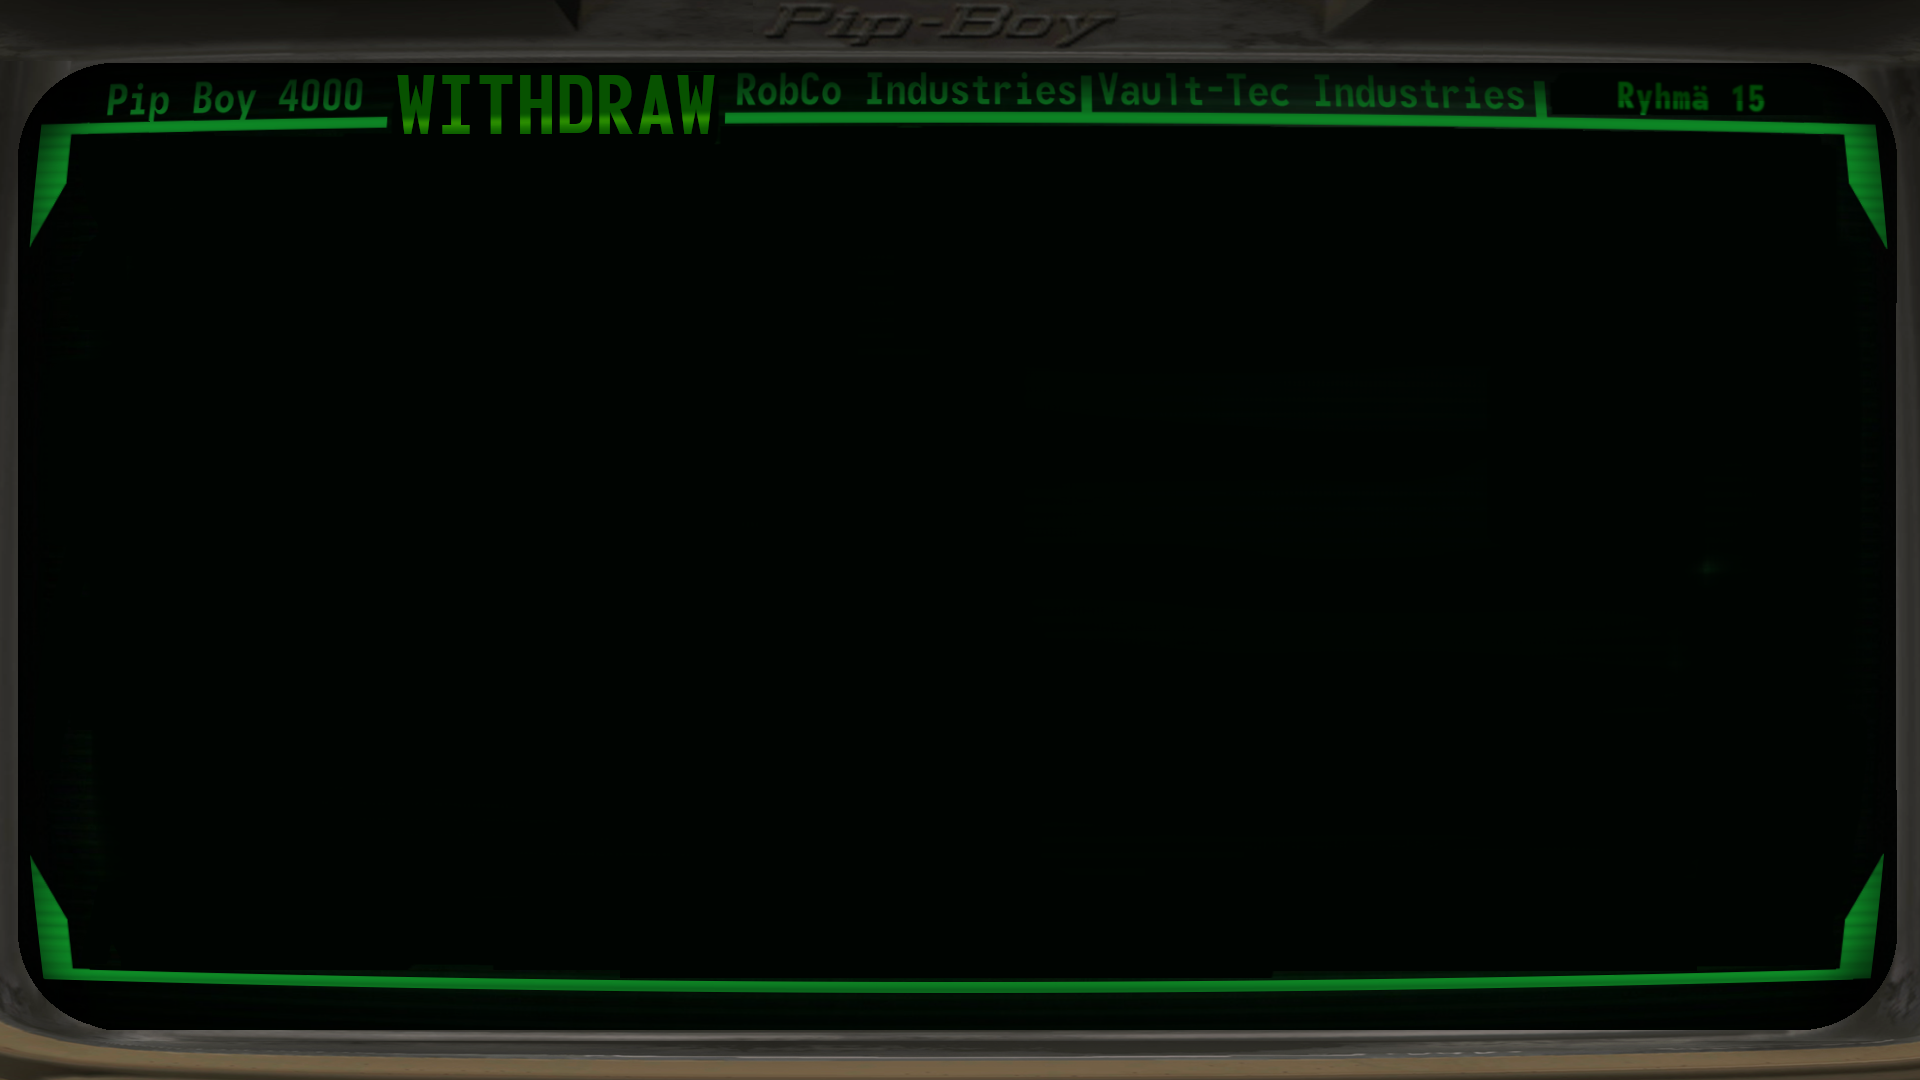 Pip-Boy
Pip Boy 4000 WITHDRAW RobCo Industries Vault-Tec Industries Ryhmä 15